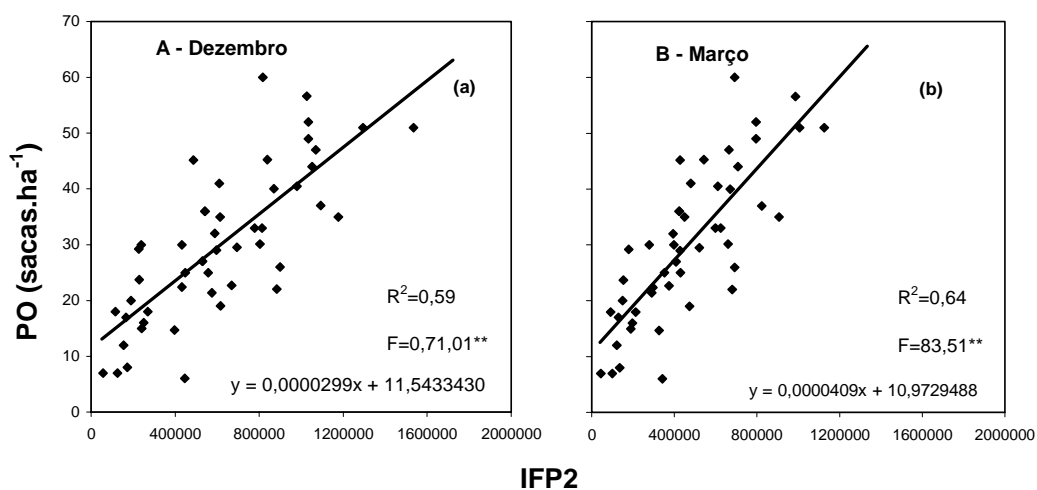 A - Dezembro
(a)
R²=0,59
F=0,71,01**
y = 0,0000299x + 11,5433430
PO (sacas.ha⁻¹)
70
60
50
40
30
20
10
0
0 400000 800000 1200000 1600000 2000000
B - Março
(b)
R²=0,64
F=83,51**
y = 0,0000409x + 10,9729488
0 400000 800000 1200000 1600000 2000000
IFP2